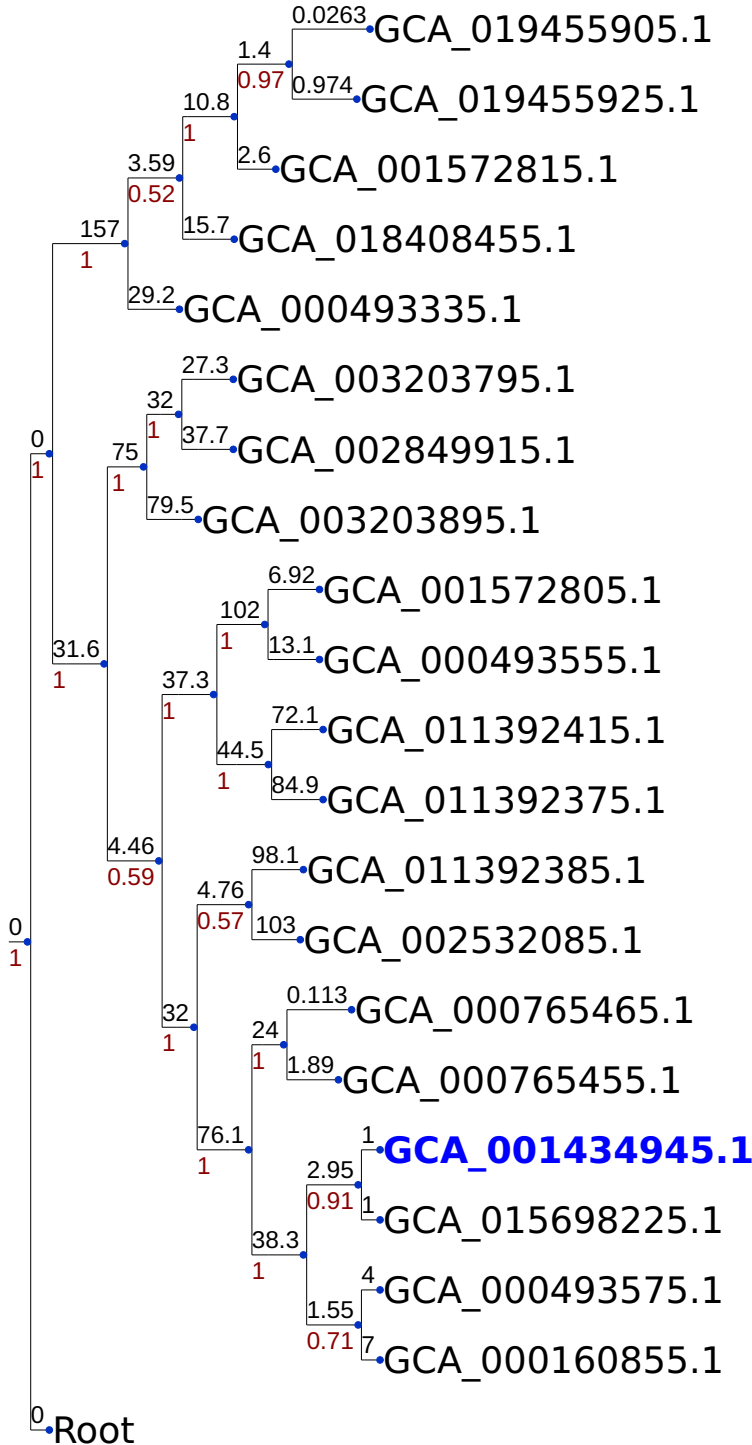 0.0263
GCA_019455905.1
1.4
0.97
0.974
GCA_019455925.1
10.8
1
2.6
GCA_001572815.1
3.59
0.52
15.7
GCA_018408455.1
157
1
29.2
GCA_000493335.1
27.3
GCA_003203795.1
32
1
37.7
GCA_002849915.1
0
1
75
1
79.5
GCA_003203895.1
6.92
GCA_001572805.1
102
1
13.1
GCA_000493555.1
31.6
1
37.3
1
72.1
GCA_011392415.1
44.5
1
84.9
GCA_011392375.1
4.46
0.59
98.1
GCA_011392385.1
4.76
0.57
103
GCA_002532085.1
0
1
0.113
GCA_000765465.1
32
1
24
1
1.89
GCA_000765455.1
76.1
1
1
GCA_001434945.1
2.95
0.91
1
GCA_015698225.1
38.3
1
4
GCA_000493575.1
1.55
0.71
7
GCA_000160855.1
0
Root